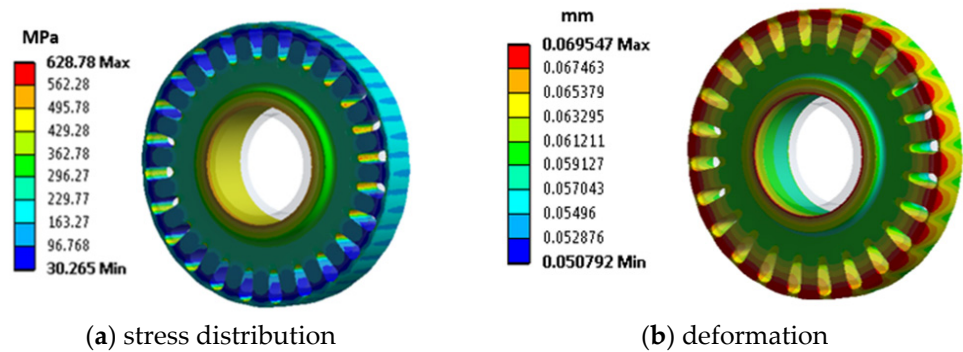 MPa
628.78 Max
562.28
495.78
429.28
362.78
296.27
229.77
163.27
96.768
30.265 Min
(a) stress distribution
mm
0.069547 Max
0.067463
0.065379
0.063295
0.061211
0.059127
0.057043
0.05496
0.052876
0.050792 Min
(b) deformation